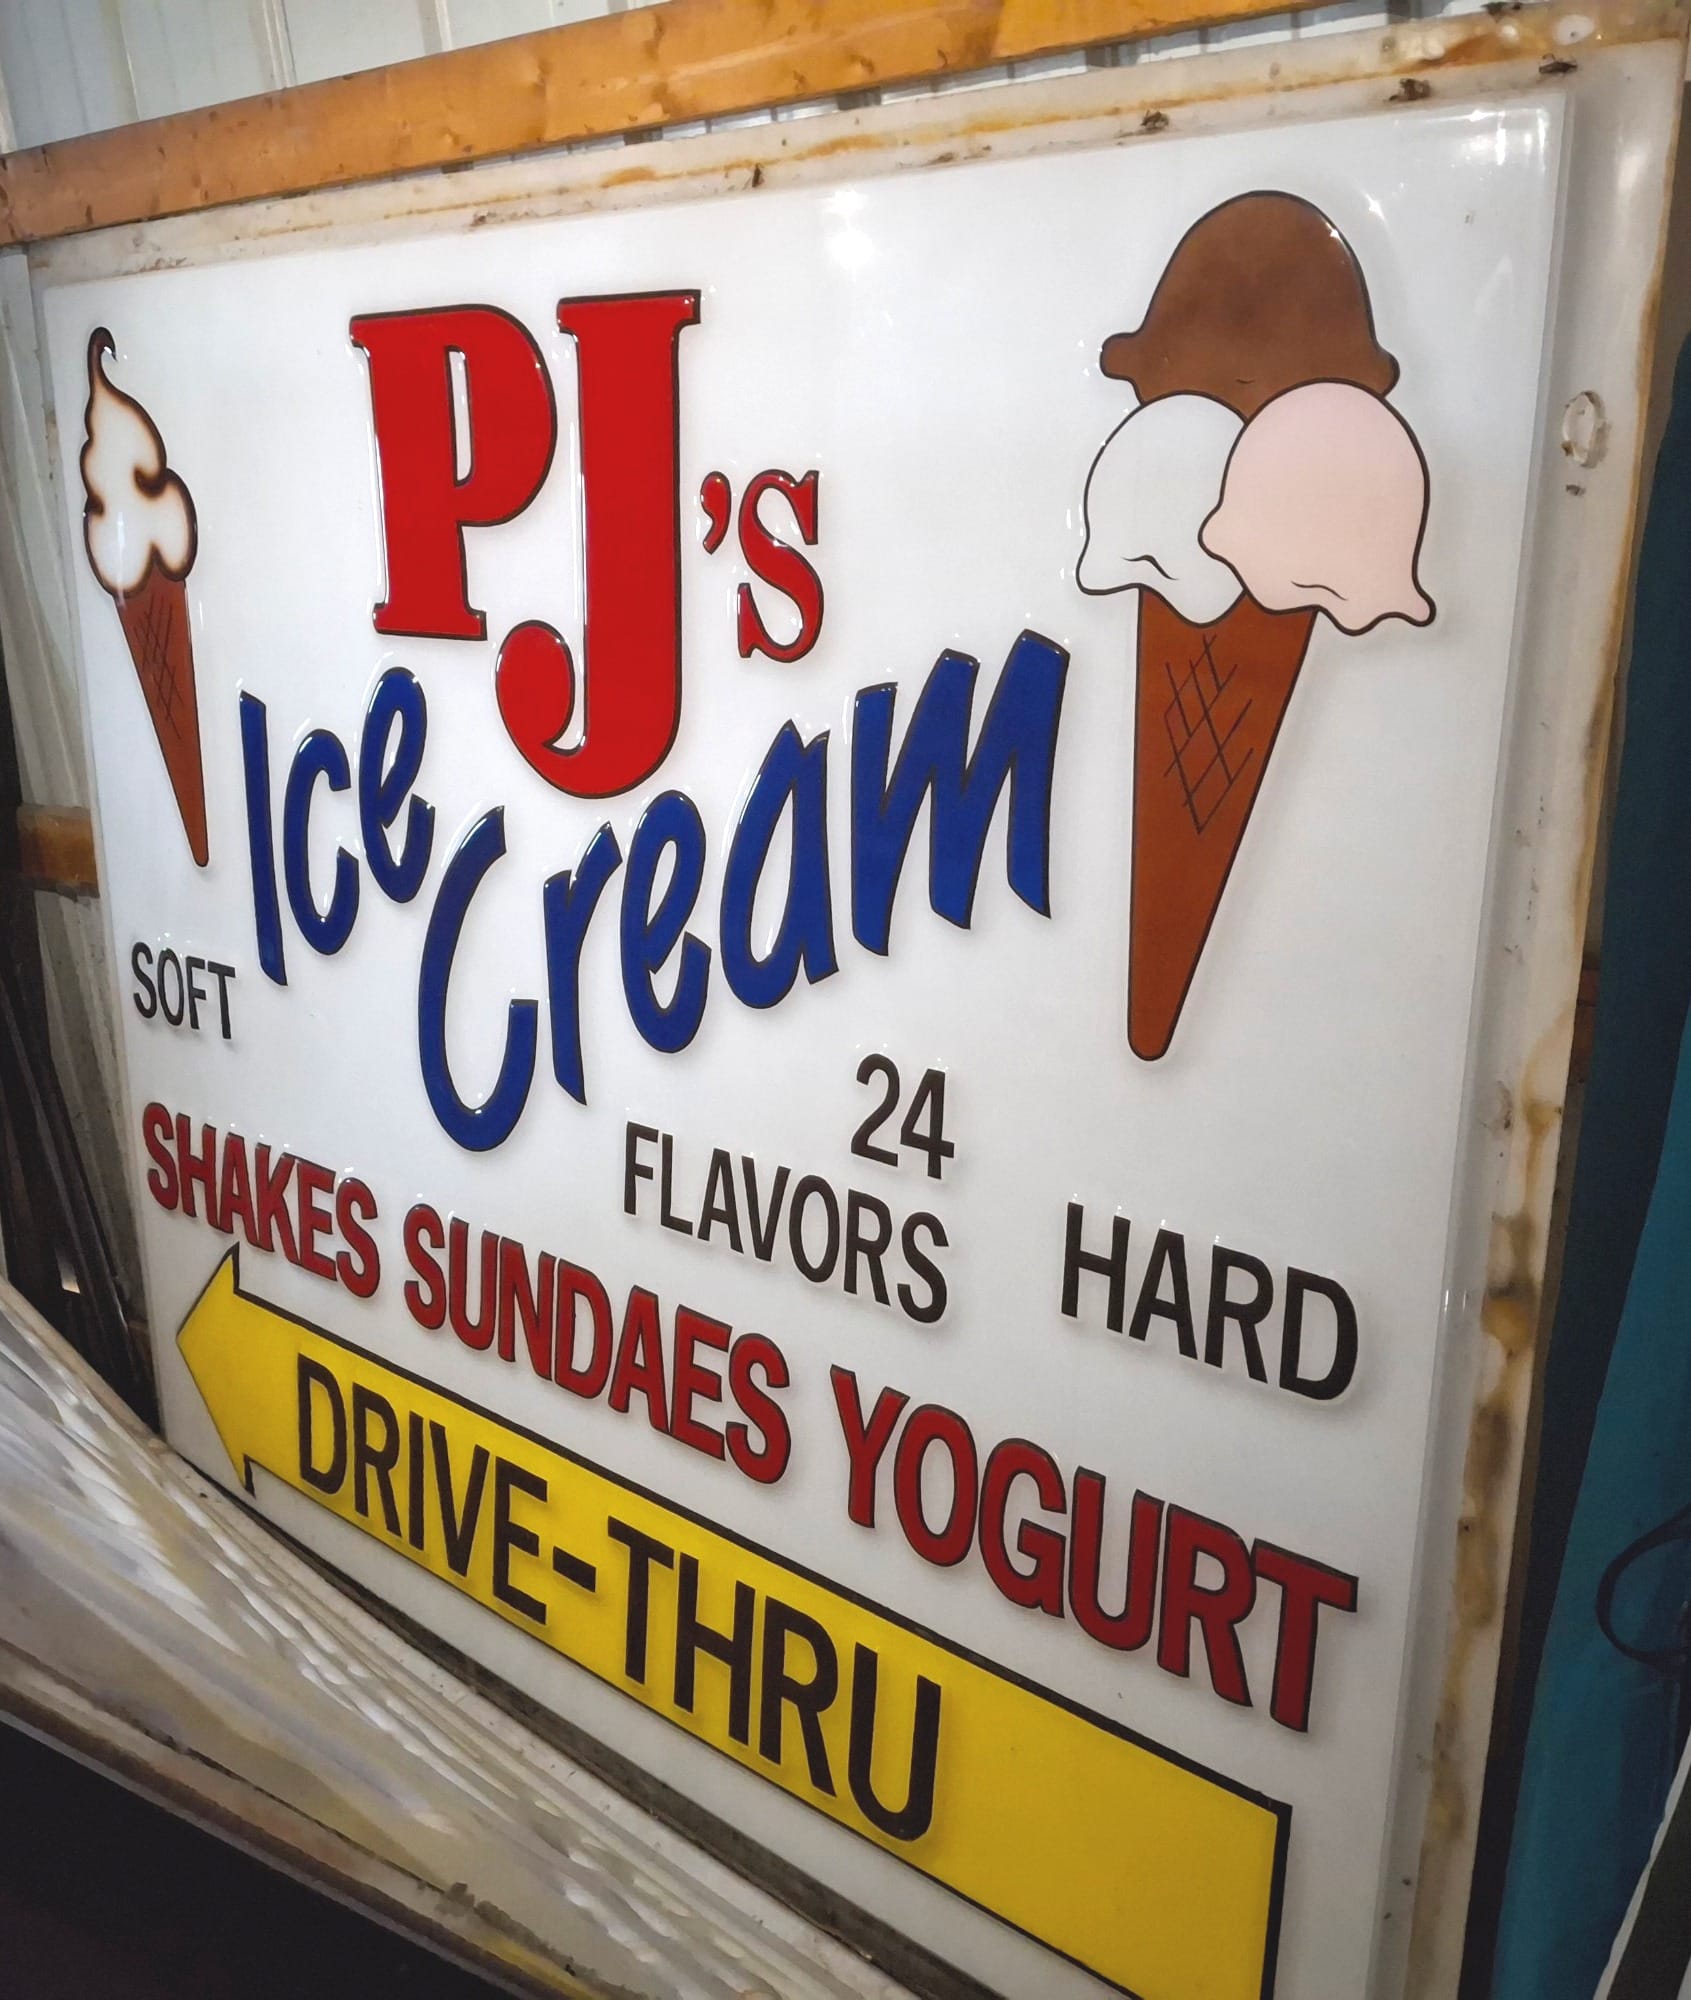 PJ's
Ice Cream
SOFT
24
FLAVORS
HARD
SHAKES SUNDAES YOGURT
DRIVE-THRU